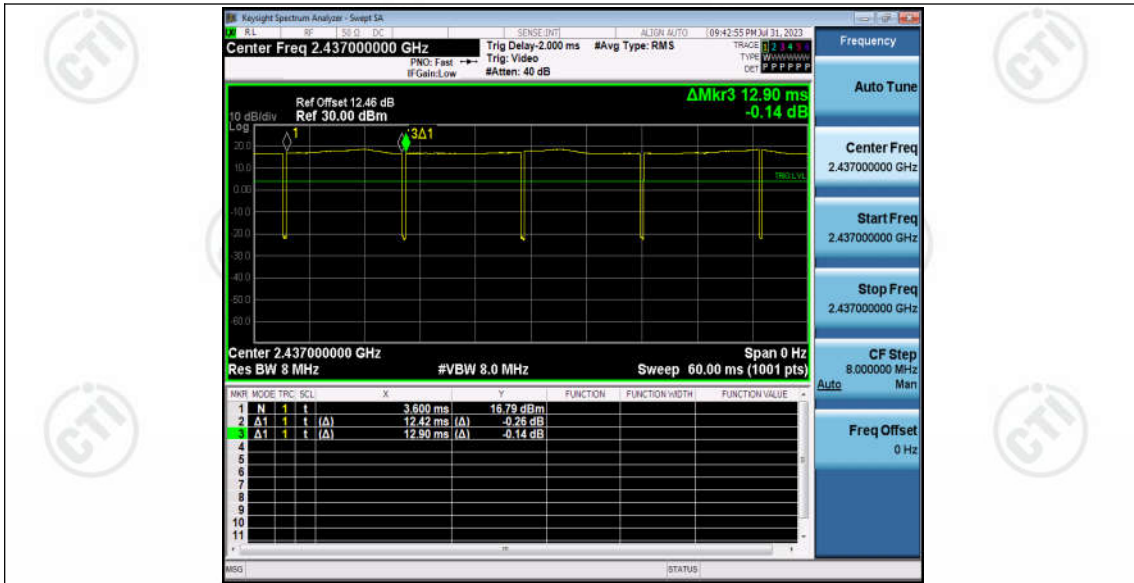 Keysight Spectrum Analyzer - Swept SA
RL RF 50 Ω DC SENSE:INT ALIGN AUTO 09:42:55 PM Jul 31, 2023
Center Freq 2.437000000 GHz
Trig Delay-2.000 ms #Avg Type: RMS
TRACE 1 2 3 4 5 6
PNO: Fast Trig: Video
TYPE WWWWWW
IFGain:Low #Atten: 40 dB
DET P P P P P P
Frequency
ΔMkr3 12.90 ms
-0.14 dB
Ref Offset 12.46 dB
10 dB/div Ref 30.00 dBm
Log
1
3Δ1
20.0
10.0
TRIG LVL
0.00
-10.0
-20.0
-30.0
-40.0
-50.0
-60.0
Center 2.437000000 GHz Span 0 Hz
Res BW 8 MHz #VBW 8.0 MHz Sweep 60.00 ms (1001 pts)
MKR MODE TRC SCL X Y FUNCTION FUNCTION WIDTH FUNCTION VALUE
1 N 1 t 3.600 ms 16.79 dBm
2 Δ1 1 t (Δ) 12.42 ms (Δ) -0.26 dB
3 Δ1 1 t (Δ) 12.90 ms (Δ) -0.14 dB
4
5
6
7
8
9
10
11
MSG STATUS
Auto Tune
Center Freq
2.437000000 GHz
Start Freq
2.437000000 GHz
Stop Freq
2.437000000 GHz
CF Step
8.000000 MHz
Auto Man
Freq Offset
0 Hz
CTI
CTI
CTI
CTI